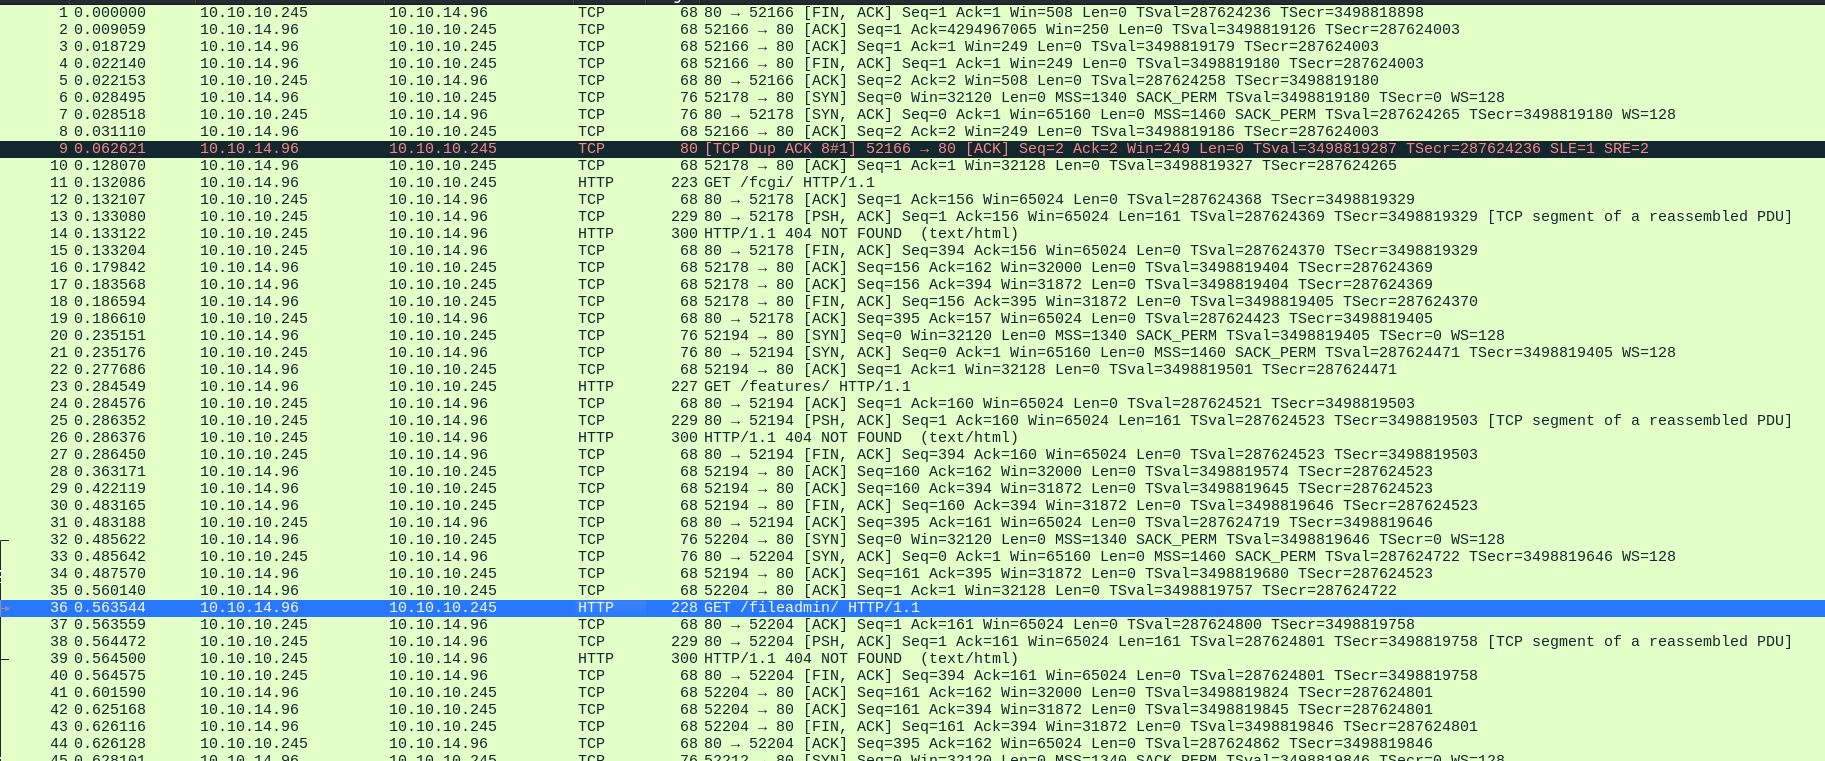 1 0.000000 10.10.10.245 10.10.14.96 TCP 68 80 → 52166 [FIN, ACK] Seq=1 Ack=1 Win=508 Len=0 TSval=287624236 TSecr=3498818898
2 0.009059 10.10.14.96 10.10.10.245 TCP 68 52166 → 80 [ACK] Seq=1 Ack=4294967065 Win=250 Len=0 TSval=3498819126 TSecr=287624003
3 0.018729 10.10.14.96 10.10.10.245 TCP 68 52166 → 80 [ACK] Seq=1 Ack=1 Win=249 Len=0 TSval=3498819179 TSecr=287624003
4 0.022140 10.10.14.96 10.10.10.245 TCP 68 52166 → 80 [FIN, ACK] Seq=1 Ack=1 Win=249 Len=0 TSval=3498819180 TSecr=287624003
5 0.022153 10.10.10.245 10.10.14.96 TCP 68 80 → 52166 [ACK] Seq=2 Ack=2 Win=508 Len=0 TSval=287624258 TSecr=3498819180
6 0.028495 10.10.14.96 10.10.10.245 TCP 76 52178 → 80 [SYN] Seq=0 Win=32120 Len=0 MSS=1340 SACK_PERM TSval=3498819180 TSecr=0 WS=128
7 0.028518 10.10.10.245 10.10.14.96 TCP 76 80 → 52178 [SYN, ACK] Seq=0 Ack=1 Win=65160 Len=0 MSS=1460 SACK_PERM TSval=287624265 TSecr=3498819180 WS=128
8 0.031110 10.10.14.96 10.10.10.245 TCP 68 52166 → 80 [ACK] Seq=2 Ack=2 Win=249 Len=0 TSval=3498819186 TSecr=287624003
9 0.062621 10.10.14.96 10.10.10.245 TCP 80 [TCP Dup ACK 8#1] 52166 → 80 [ACK] Seq=2 Ack=2 Win=249 Len=0 TSval=3498819287 TSecr=287624236 SLE=1 SRE=2
10 0.128070 10.10.14.96 10.10.10.245 TCP 68 52178 → 80 [ACK] Seq=1 Ack=1 Win=32128 Len=0 TSval=3498819327 TSecr=287624265
11 0.132086 10.10.14.96 10.10.10.245 HTTP 223 GET /fcgi/ HTTP/1.1
12 0.132107 10.10.10.245 10.10.14.96 TCP 68 80 → 52178 [ACK] Seq=1 Ack=156 Win=65024 Len=0 TSval=287624368 TSecr=3498819329
13 0.133080 10.10.10.245 10.10.14.96 TCP 229 80 → 52178 [PSH, ACK] Seq=1 Ack=156 Win=65024 Len=161 TSval=287624369 TSecr=3498819329 [TCP segment of a reassembled PDU]
14 0.133122 10.10.10.245 10.10.14.96 HTTP 300 HTTP/1.1 404 NOT FOUND (text/html)
15 0.133204 10.10.10.245 10.10.14.96 TCP 68 80 → 52178 [FIN, ACK] Seq=394 Ack=156 Win=65024 Len=0 TSval=287624370 TSecr=3498819329
16 0.179842 10.10.14.96 10.10.10.245 TCP 68 52178 → 80 [ACK] Seq=156 Ack=162 Win=32000 Len=0 TSval=3498819404 TSecr=287624369
17 0.183568 10.10.14.96 10.10.10.245 TCP 68 52178 → 80 [ACK] Seq=156 Ack=394 Win=31872 Len=0 TSval=3498819404 TSecr=287624369
18 0.186594 10.10.14.96 10.10.10.245 TCP 68 52178 → 80 [FIN, ACK] Seq=156 Ack=395 Win=31872 Len=0 TSval=3498819405 TSecr=287624370
19 0.186610 10.10.10.245 10.10.14.96 TCP 68 80 → 52178 [ACK] Seq=395 Ack=157 Win=65024 Len=0 TSval=287624423 TSecr=3498819405
20 0.235151 10.10.14.96 10.10.10.245 TCP 76 52194 → 80 [SYN] Seq=0 Win=32120 Len=0 MSS=1340 SACK_PERM TSval=3498819405 TSecr=0 WS=128
21 0.235176 10.10.10.245 10.10.14.96 TCP 76 80 → 52194 [SYN, ACK] Seq=0 Ack=1 Win=65160 Len=0 MSS=1460 SACK_PERM TSval=287624471 TSecr=3498819405 WS=128
22 0.277686 10.10.14.96 10.10.10.245 TCP 68 52194 → 80 [ACK] Seq=1 Ack=1 Win=32128 Len=0 TSval=3498819501 TSecr=287624471
23 0.284549 10.10.14.96 10.10.10.245 HTTP 227 GET /features/ HTTP/1.1
24 0.284576 10.10.10.245 10.10.14.96 TCP 68 80 → 52194 [ACK] Seq=1 Ack=160 Win=65024 Len=0 TSval=287624521 TSecr=3498819503
25 0.286352 10.10.10.245 10.10.14.96 TCP 229 80 → 52194 [PSH, ACK] Seq=1 Ack=160 Win=65024 Len=161 TSval=287624523 TSecr=3498819503 [TCP segment of a reassembled PDU]
26 0.286376 10.10.10.245 10.10.14.96 HTTP 300 HTTP/1.1 404 NOT FOUND (text/html)
27 0.286450 10.10.10.245 10.10.14.96 TCP 68 80 → 52194 [FIN, ACK] Seq=394 Ack=160 Win=65024 Len=0 TSval=287624523 TSecr=3498819503
28 0.363171 10.10.14.96 10.10.10.245 TCP 68 52194 → 80 [ACK] Seq=160 Ack=162 Win=32000 Len=0 TSval=3498819574 TSecr=287624523
29 0.422119 10.10.14.96 10.10.10.245 TCP 68 52194 → 80 [ACK] Seq=160 Ack=394 Win=31872 Len=0 TSval=3498819645 TSecr=287624523
30 0.483165 10.10.14.96 10.10.10.245 TCP 68 52194 → 80 [FIN, ACK] Seq=160 Ack=394 Win=31872 Len=0 TSval=3498819646 TSecr=287624523
31 0.483188 10.10.10.245 10.10.14.96 TCP 68 80 → 52194 [ACK] Seq=395 Ack=161 Win=65024 Len=0 TSval=287624719 TSecr=3498819646
32 0.485622 10.10.14.96 10.10.10.245 TCP 76 52204 → 80 [SYN] Seq=0 Win=32120 Len=0 MSS=1340 SACK_PERM TSval=3498819646 TSecr=0 WS=128
33 0.485642 10.10.10.245 10.10.14.96 TCP 76 80 → 52204 [SYN, ACK] Seq=0 Ack=1 Win=65160 Len=0 MSS=1460 SACK_PERM TSval=287624722 TSecr=3498819646 WS=128
34 0.487570 10.10.14.96 10.10.10.245 TCP 68 52194 → 80 [ACK] Seq=161 Ack=395 Win=31872 Len=0 TSval=3498819680 TSecr=287624523
35 0.560140 10.10.14.96 10.10.10.245 TCP 68 52204 → 80 [ACK] Seq=1 Ack=1 Win=32128 Len=0 TSval=3498819757 TSecr=287624722
36 0.563544 10.10.14.96 10.10.10.245 HTTP 228 GET /fileadmin/ HTTP/1.1
37 0.563559 10.10.10.245 10.10.14.96 TCP 68 80 → 52204 [ACK] Seq=1 Ack=161 Win=65024 Len=0 TSval=287624800 TSecr=3498819758
38 0.564472 10.10.10.245 10.10.14.96 TCP 229 80 → 52204 [PSH, ACK] Seq=1 Ack=161 Win=65024 Len=161 TSval=287624801 TSecr=3498819758 [TCP segment of a reassembled PDU]
39 0.564500 10.10.10.245 10.10.14.96 HTTP 300 HTTP/1.1 404 NOT FOUND (text/html)
40 0.564575 10.10.10.245 10.10.14.96 TCP 68 80 → 52204 [FIN, ACK] Seq=394 Ack=161 Win=65024 Len=0 TSval=287624801 TSecr=3498819758
41 0.601590 10.10.14.96 10.10.10.245 TCP 68 52204 → 80 [ACK] Seq=161 Ack=162 Win=32000 Len=0 TSval=3498819824 TSecr=287624801
42 0.625168 10.10.14.96 10.10.10.245 TCP 68 52204 → 80 [ACK] Seq=161 Ack=394 Win=31872 Len=0 TSval=3498819845 TSecr=287624801
43 0.626116 10.10.14.96 10.10.10.245 TCP 68 52204 → 80 [FIN, ACK] Seq=161 Ack=394 Win=31872 Len=0 TSval=3498819846 TSecr=287624801
44 0.626128 10.10.10.245 10.10.14.96 TCP 68 80 → 52204 [ACK] Seq=395 Ack=162 Win=65024 Len=0 TSval=287624862 TSecr=3498819846
45 0.628101 10.10.14.96 10.10.10.245 TCP 76 52212 → 80 [SYN] Seq=0 Win=32120 Len=0 MSS=1340 SACK_PERM TSval=3498819846 TSecr=0 WS=128